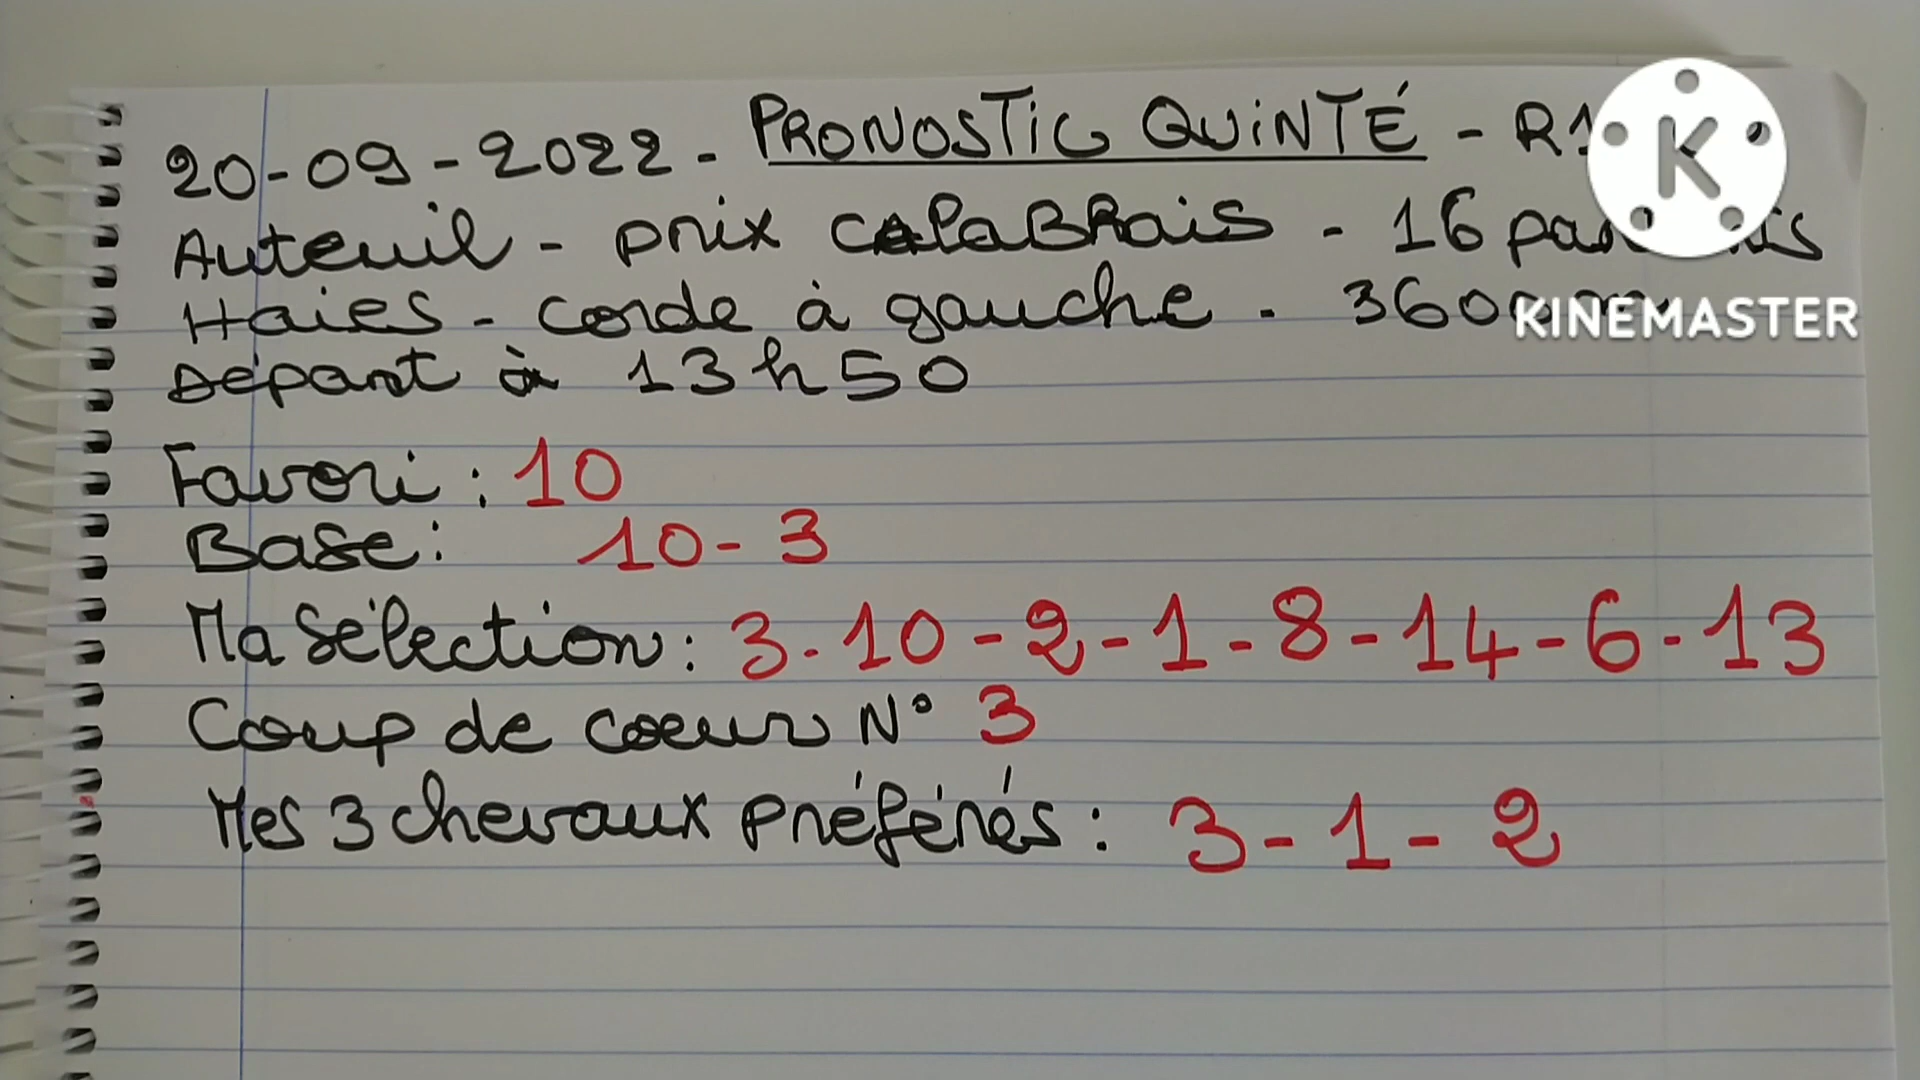 20-09-2022 - PRONOSTIC QUINTÉ - R1
Auteuil - prix CALABRAIS - 16
Haies - corde à gauche - 3600m
Départ à 13h50
Favori : 10
Base : 10 - 3
Ma Sélection : 3 - 10 - 2 - 1 - 8 - 14 - 6 - 13
Coup de coeur N° 3
Mes 3 chevaux préférés : 3 - 1 - 2
K
KINEMASTER